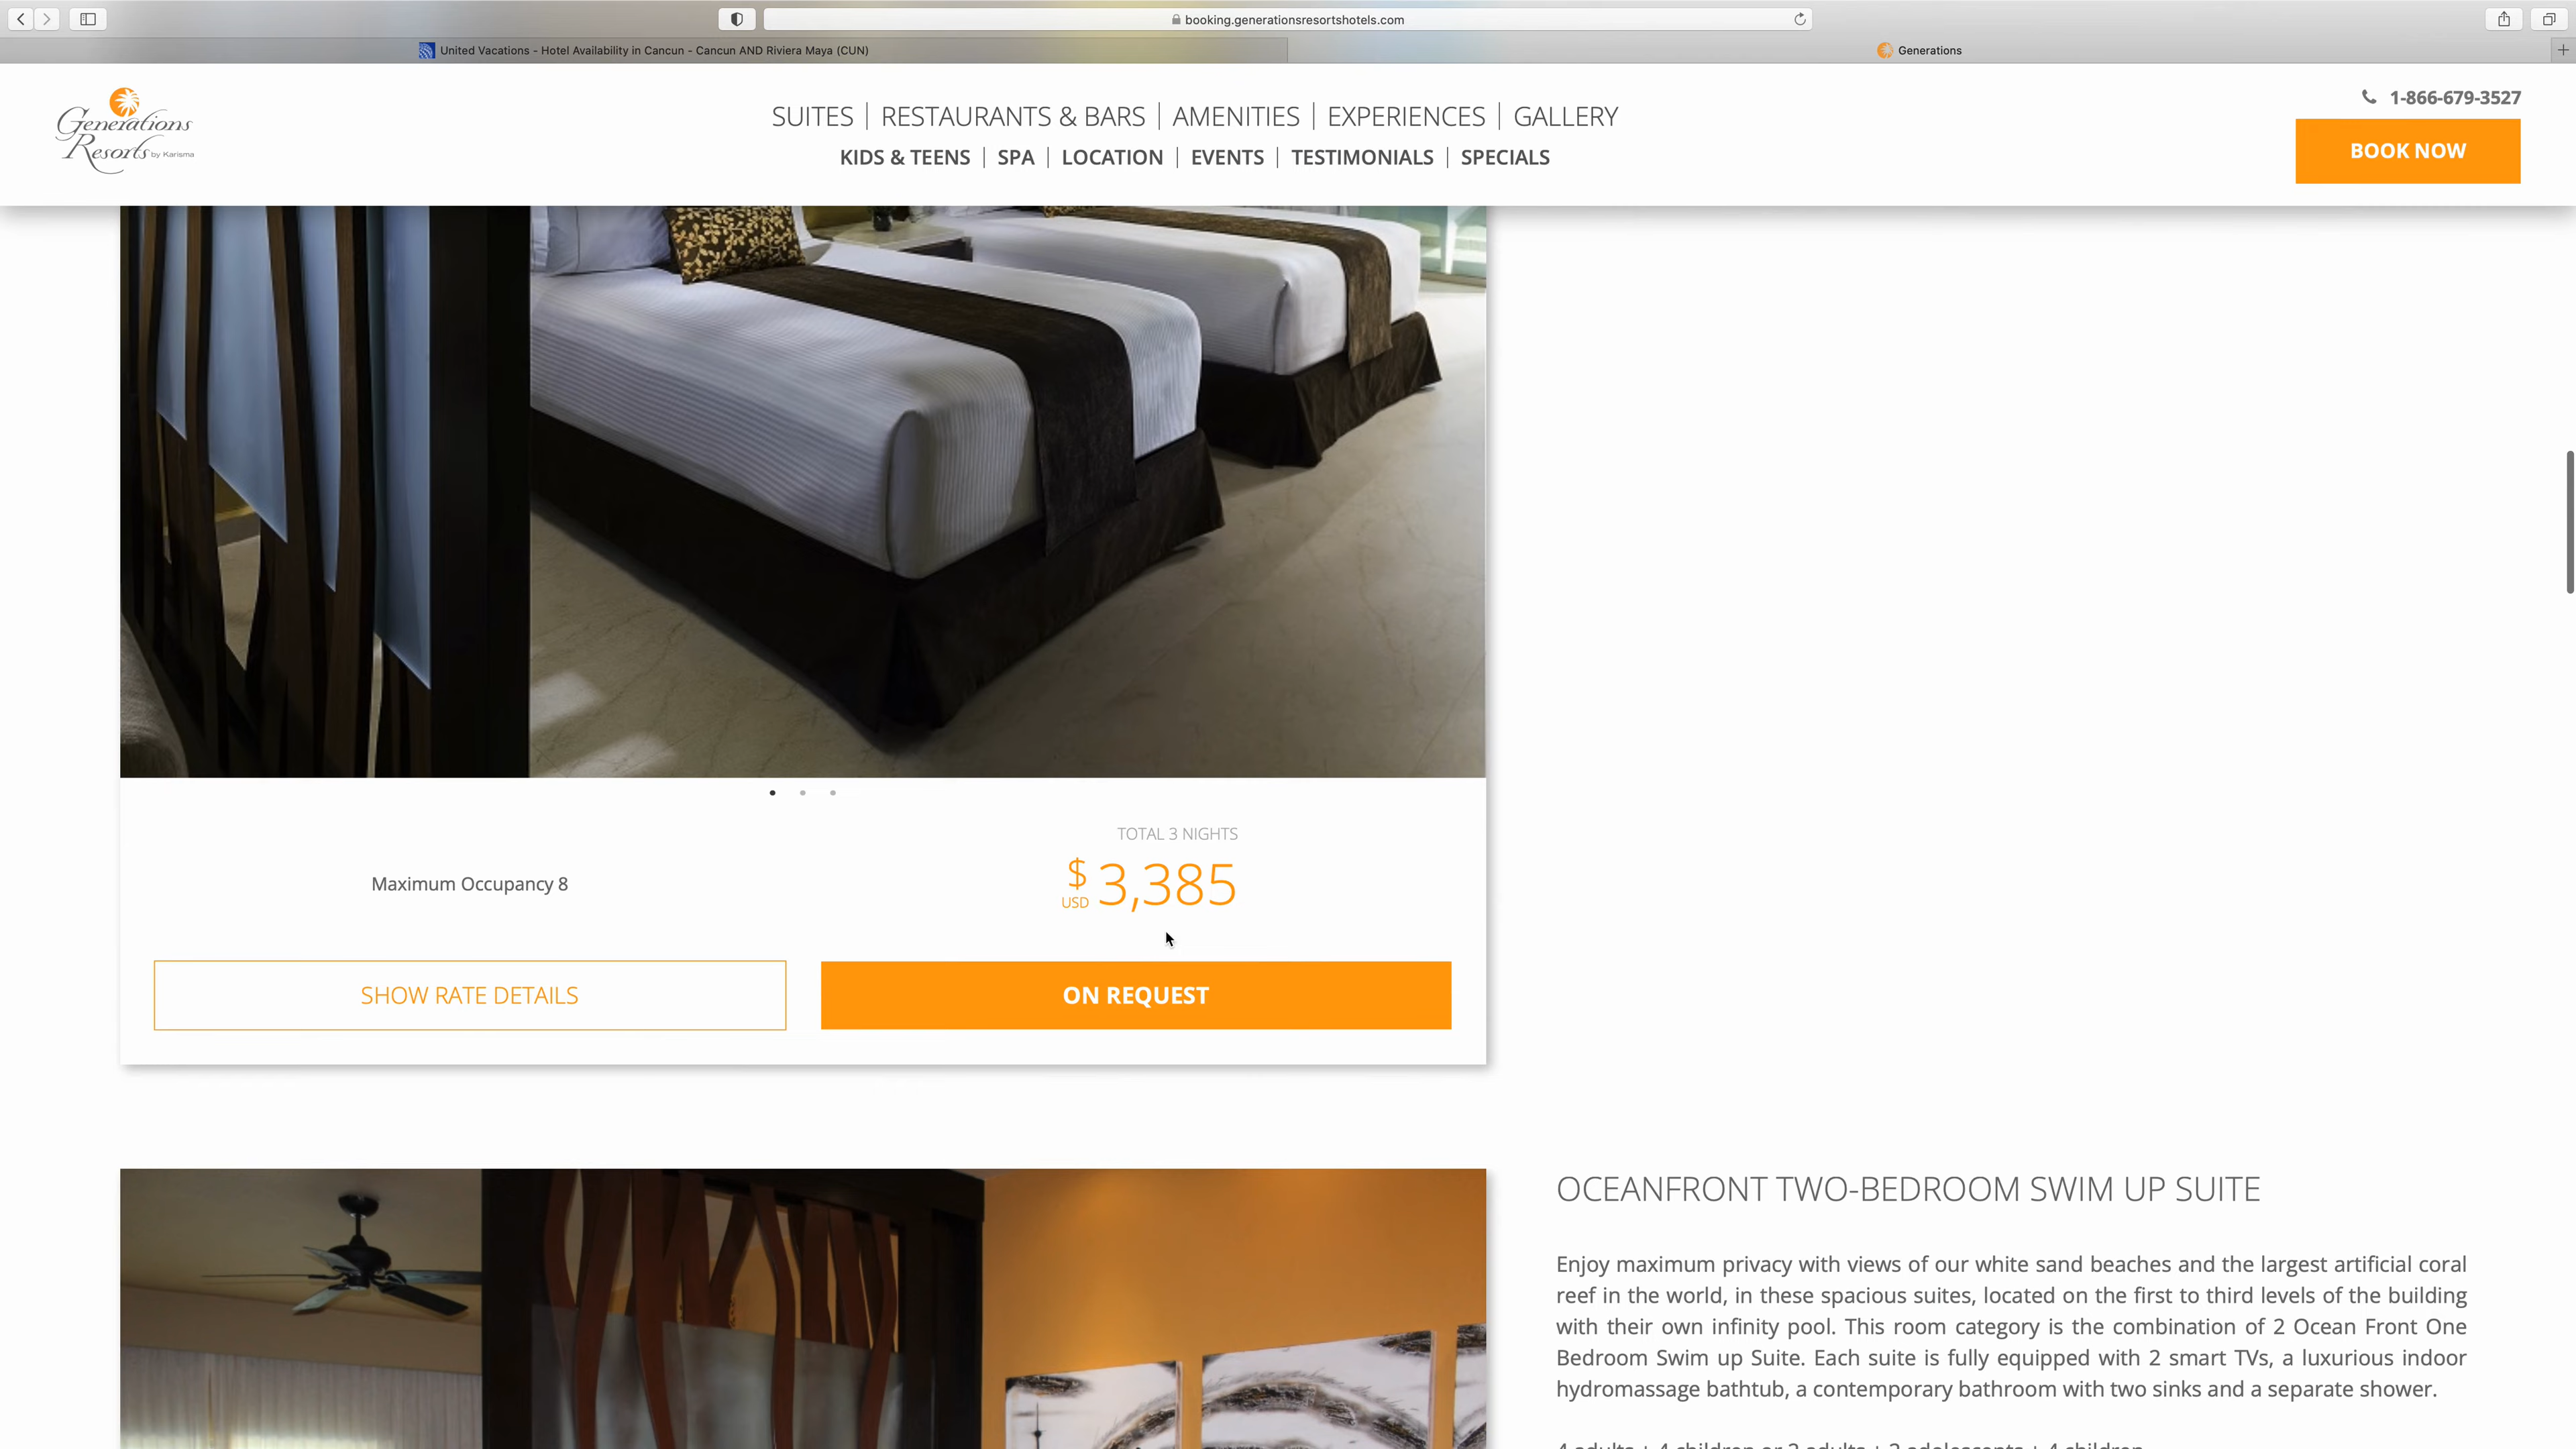 booking.generationsresortshotels.com
United Vacations - Hotel Availability in Cancun - Cancun AND Riviera Maya (CUN)
Generations
Generations
Resorts by Karisma
SUITES | RESTAURANTS & BARS | AMENITIES | EXPERIENCES | GALLERY
KIDS & TEENS | SPA | LOCATION | EVENTS | TESTIMONIALS | SPECIALS
1-866-679-3527
BOOK NOW
TOTAL 3 NIGHTS
Maximum Occupancy 8
$ USD 3,385
SHOW RATE DETAILS
ON REQUEST
OCEANFRONT TWO-BEDROOM SWIM UP SUITE
Enjoy maximum privacy with views of our white sand beaches and the largest artificial coral
reef in the world, in these spacious suites, located on the first to third levels of the building
with their own infinity pool. This room category is the combination of 2 Ocean Front One
Bedroom Swim up Suite. Each suite is fully equipped with 2 smart TVs, a luxurious indoor
hydromassage bathtub, a contemporary bathroom with two sinks and a separate shower.